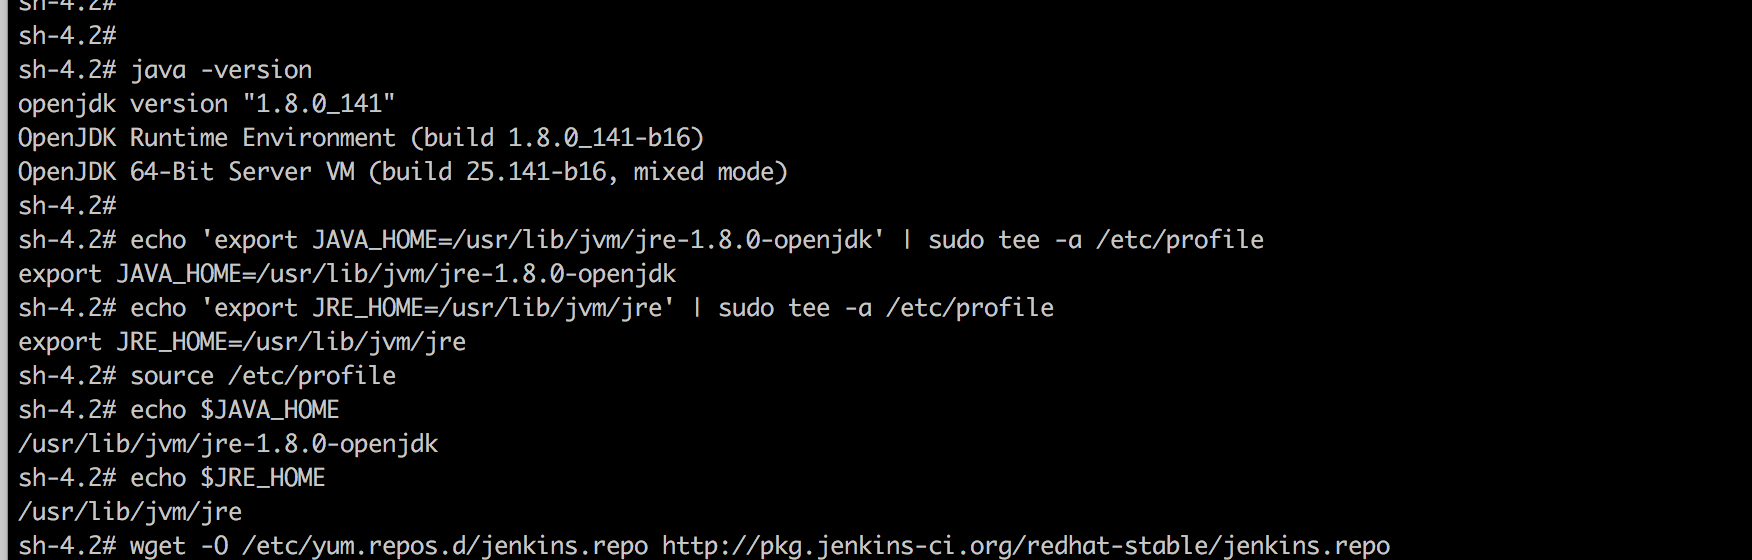 sh-4.2#
sh-4.2#
sh-4.2# java -version
openjdk version "1.8.0_141"
OpenJDK Runtime Environment (build 1.8.0_141-b16)
OpenJDK 64-Bit Server VM (build 25.141-b16, mixed mode)
sh-4.2#
sh-4.2# echo 'export JAVA_HOME=/usr/lib/jvm/jre-1.8.0-openjdk' | sudo tee -a /etc/profile
export JAVA_HOME=/usr/lib/jvm/jre-1.8.0-openjdk
sh-4.2# echo 'export JRE_HOME=/usr/lib/jvm/jre' | sudo tee -a /etc/profile
export JRE_HOME=/usr/lib/jvm/jre
sh-4.2# source /etc/profile
sh-4.2# echo $JAVA_HOME
/usr/lib/jvm/jre-1.8.0-openjdk
sh-4.2# echo $JRE_HOME
/usr/lib/jvm/jre
sh-4.2# wget -O /etc/yum.repos.d/jenkins.repo http://pkg.jenkins-ci.org/redhat-stable/jenkins.repo